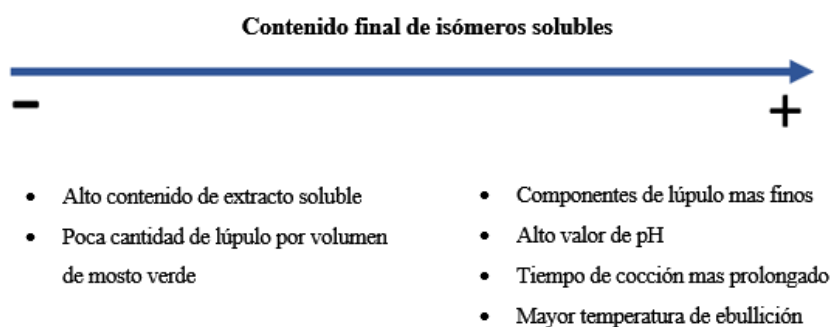 Contenido final de isómeros solubles
−
+
• Alto contenido de extracto soluble
• Poca cantidad de lúpulo por volumen
de mosto verde
• Componentes de lúpulo mas finos
• Alto valor de pH
• Tiempo de cocción mas prolongado
• Mayor temperatura de ebullición